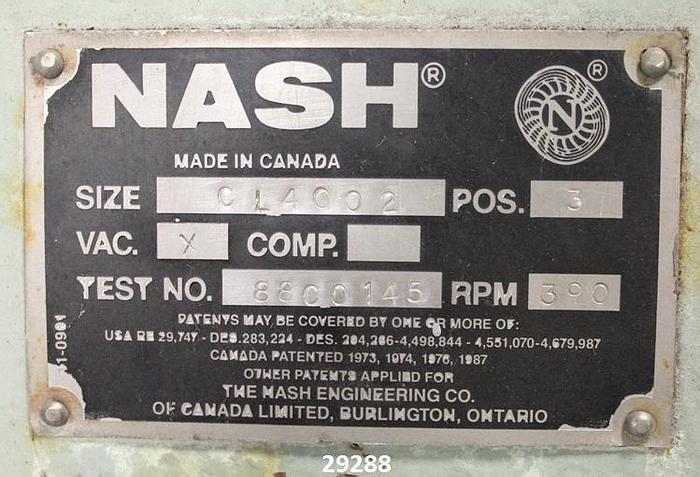 NASH®
N ®
MADE IN CANADA
SIZE CL4002 POS. 3
VAC. X COMP.
TEST NO. 88C0145 RPM 390
PATENTS MAY BE COVERED BY ONE OR MORE OF:
USA RE 29,747 - DES. 283,224 - DES. 294,266-4,498,844 - 4,551,070-4,679,987
CANADA PATENTED 1973, 1974, 1976, 1987
OTHER PATENTS APPLIED FOR
THE NASH ENGINEERING CO.
OF CANADA LIMITED, BURLINGTON, ONTARIO
29288